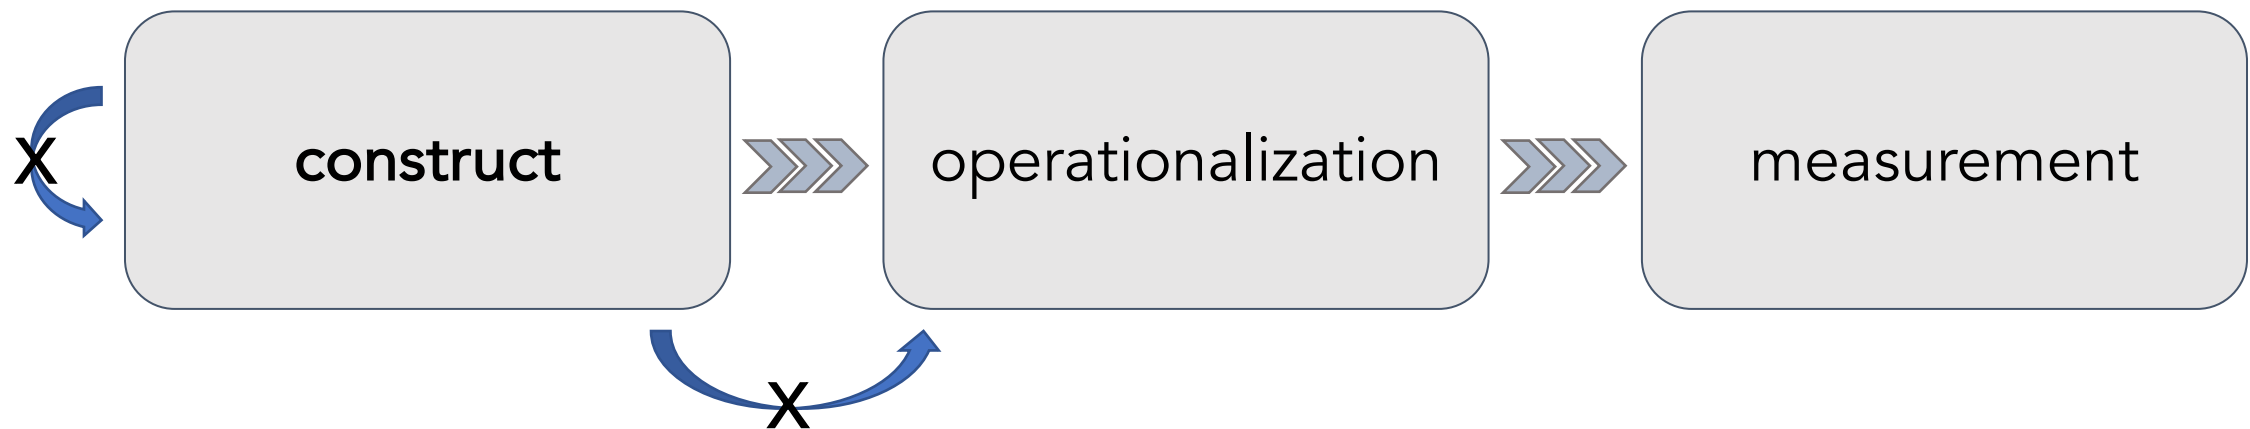 construct
operationalization
measurement
X
X